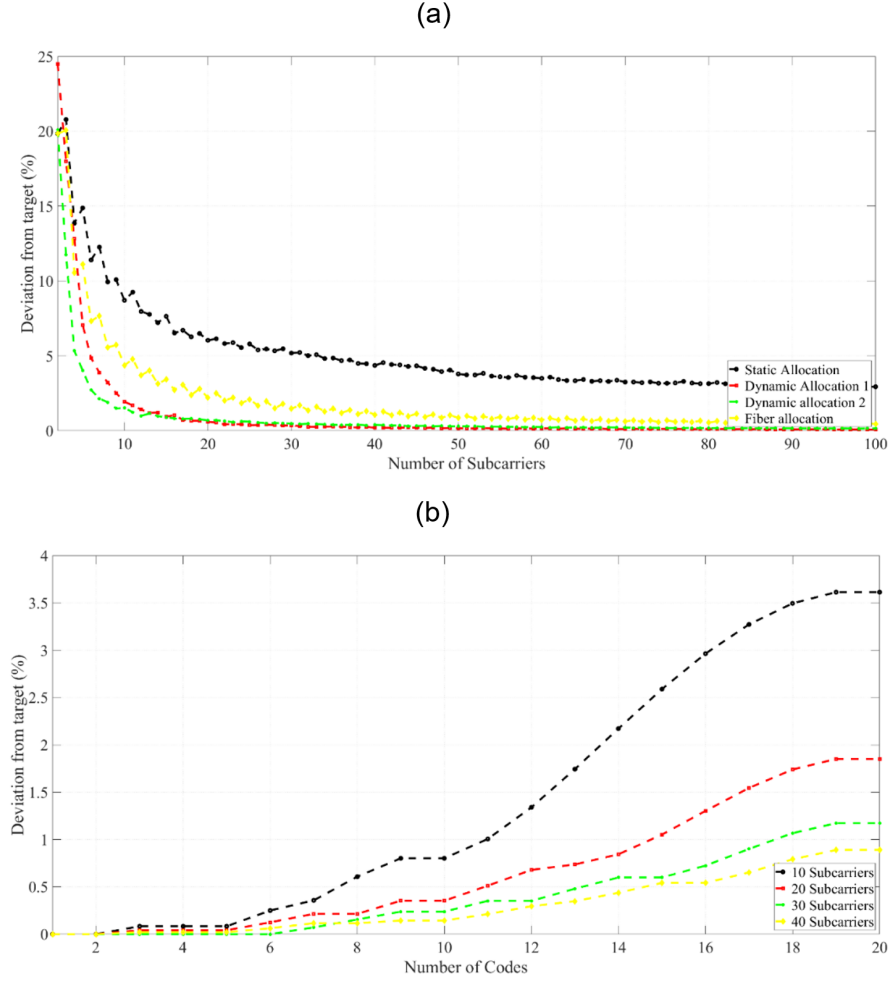 (a)
25
20
15
10
5
0
Deviation from target (%)
10 20 30 40 50 60 70 80 90 100
Number of Subcarriers
Static Allocation
Dynamic Allocation 1
Dynamic allocation 2
Fiber allocation
(b)
4
3.5
3
2.5
2
1.5
1
0.5
0
Deviation from target (%)
2 4 6 8 10 12 14 16 18 20
Number of Codes
10 Subcarriers
20 Subcarriers
30 Subcarriers
40 Subcarriers